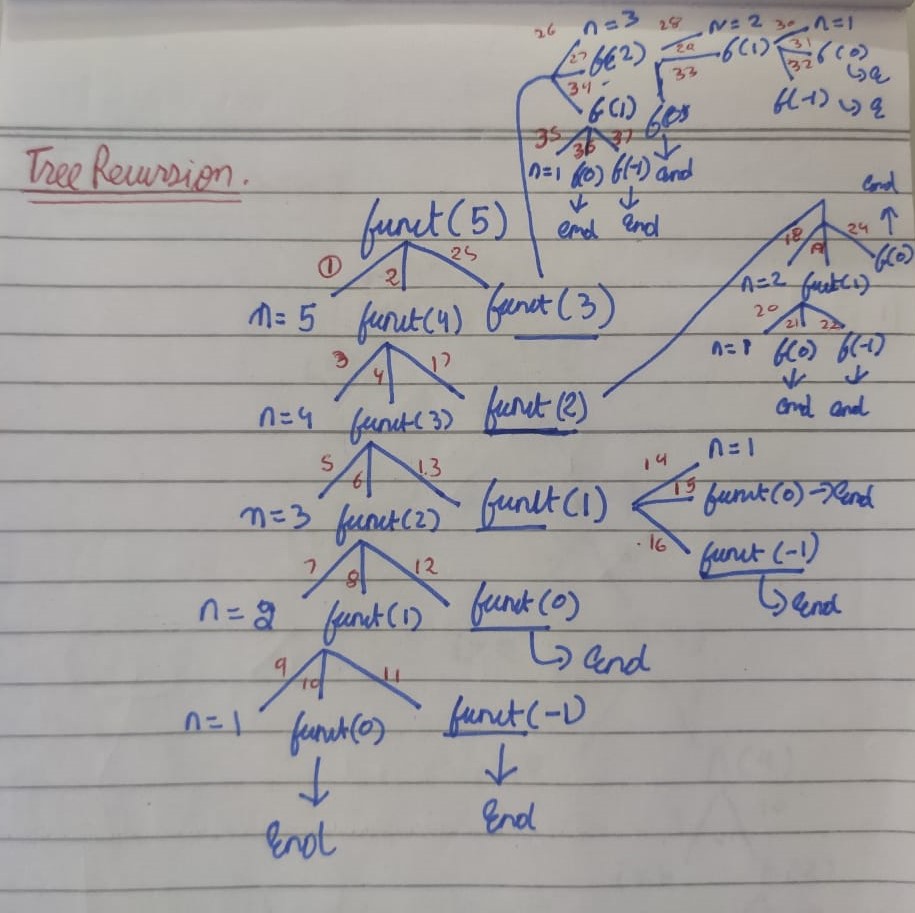 26 n=3 28 n=2 30 n=1
27 f(2) 29 f(1) 31 f(0)
34 33 32
f(1) f(-1)
35 36 37
n=1 f(0) f(-1) end
end end
Tree Recursion.
end
funct(5)
18 24
f(0)
① 2 25
n=2 funct(1)
n=5 funct(4) funct(3)
20 21 22
n=1 f(0) f(-1)
3 4 17
end end
n=4 funct(3) funct(2)
n=1
5 6 13 14
15 funct(0) → End
n=3 funct(2) funct(1)
16 funct(-1)
7 8 12
End
n=2 funct(1) funct(0)
End
9 10 11
n=1 funct(0) funct(-1)
End End